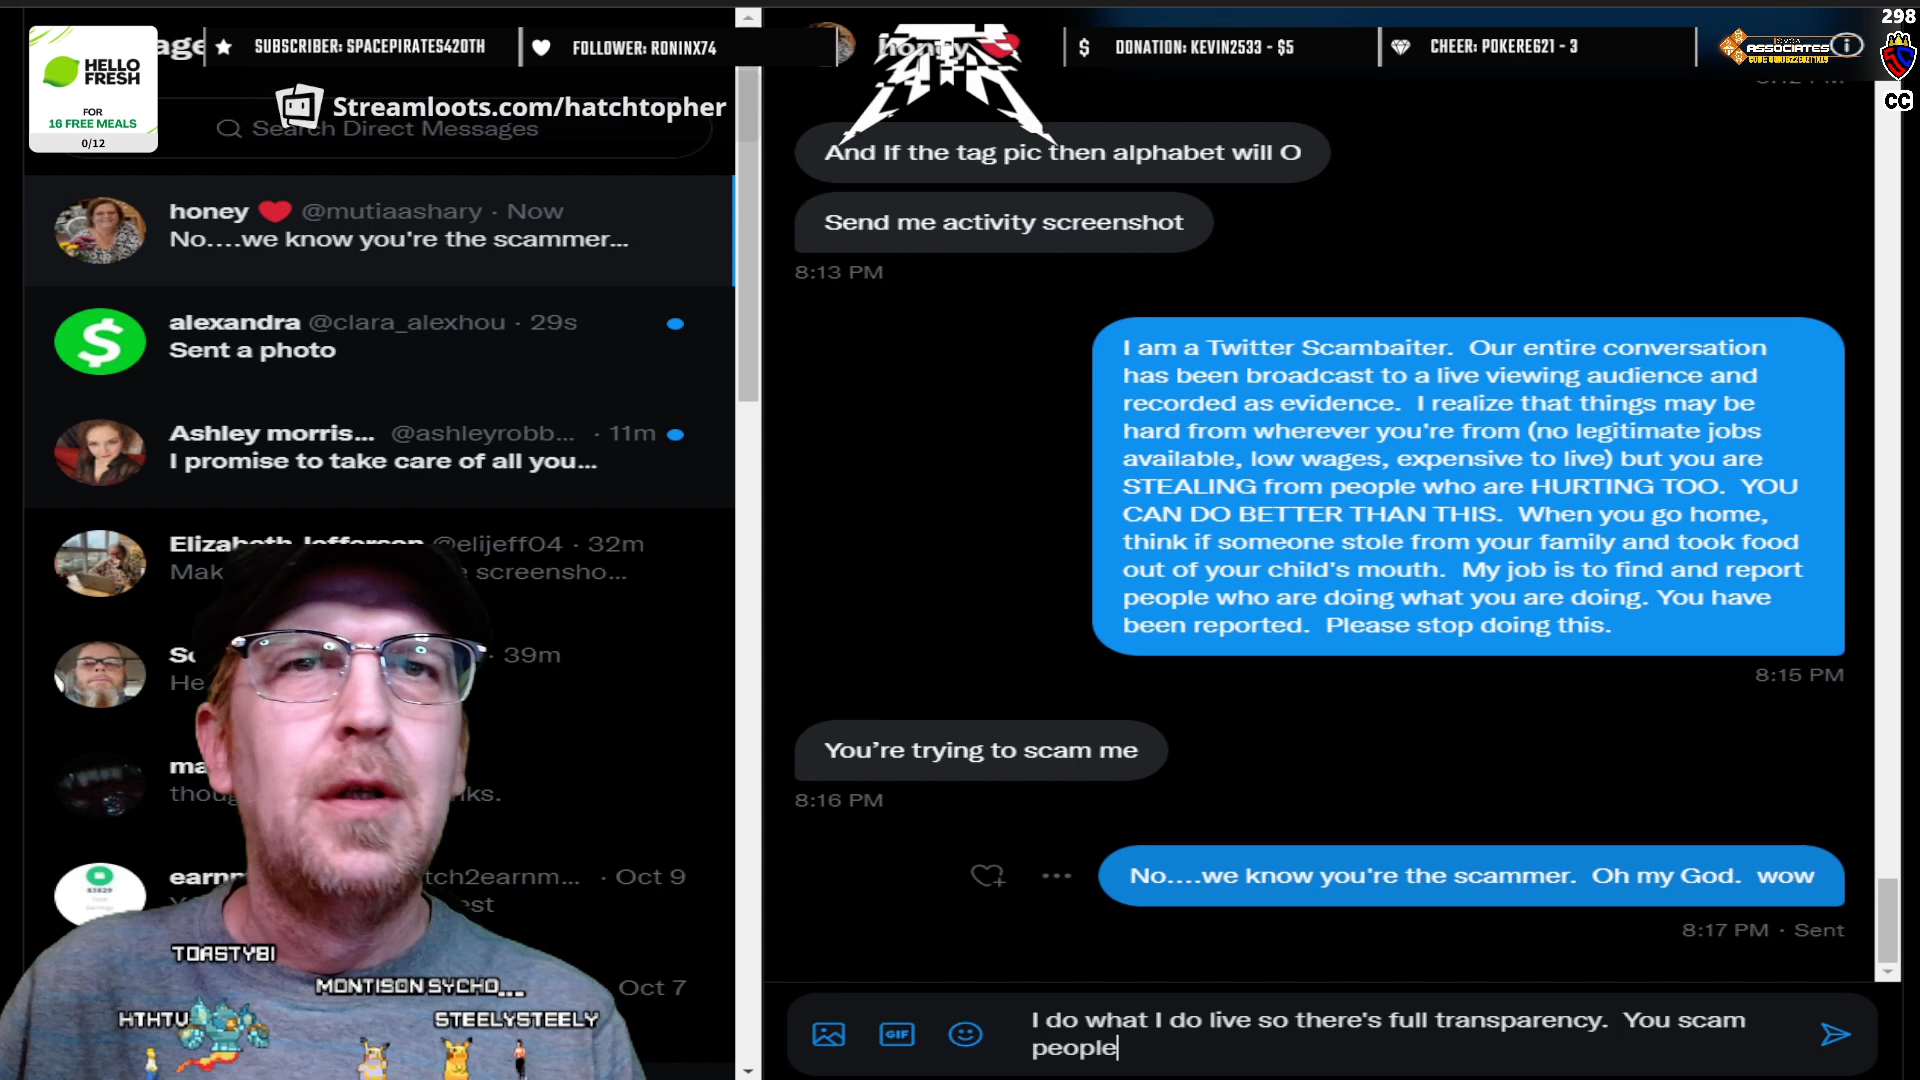 HELLO
FRESH
FOR
16 FREE MEALS
0/12
SUBSCRIBER: SPACEPIRATES420TH
FOLLOWER: RONINX74
honey ❤️
DONATION: KEVIN2533 - $5
CHEER: POKERE621 - 3
ASSOCIATES
298
CC
Streamloots.com/hatchtopher
Search Direct Messages
honey ❤️ @mutiaashary · Now
No....we know you're the scammer...
alexandra @clara_alexhou · 29s
Sent a photo
Ashley morris... @ashleyrobb... · 11m
I promise to take care of all you...
Elizabeth Jefferson @elijeff04 · 32m
Mak
screensho...
· 39m
He
ma
thoug
nks.
earnm
tch2earnm... · Oct 9
est
Oct 7
TOASTY81
MONTISON SYCHO...
HTHTV
STEELYSTEELY
And If the tag pic then alphabet will O
Send me activity screenshot
8:13 PM
I am a Twitter Scambaiter. Our entire conversation
has been broadcast to a live viewing audience and
recorded as evidence. I realize that things may be
hard from wherever you're from (no legitimate jobs
available, low wages, expensive to live) but you are
STEALING from people who are HURTING TOO. YOU
CAN DO BETTER THAN THIS. When you go home,
think if someone stole from your family and took food
out of your child's mouth. My job is to find and report
people who are doing what you are doing. You have
been reported. Please stop doing this.
8:15 PM
You're trying to scam me
8:16 PM
No....we know you're the scammer. Oh my God. wow
8:17 PM · Sent
GIF
I do what I do live so there's full transparency. You scam
people